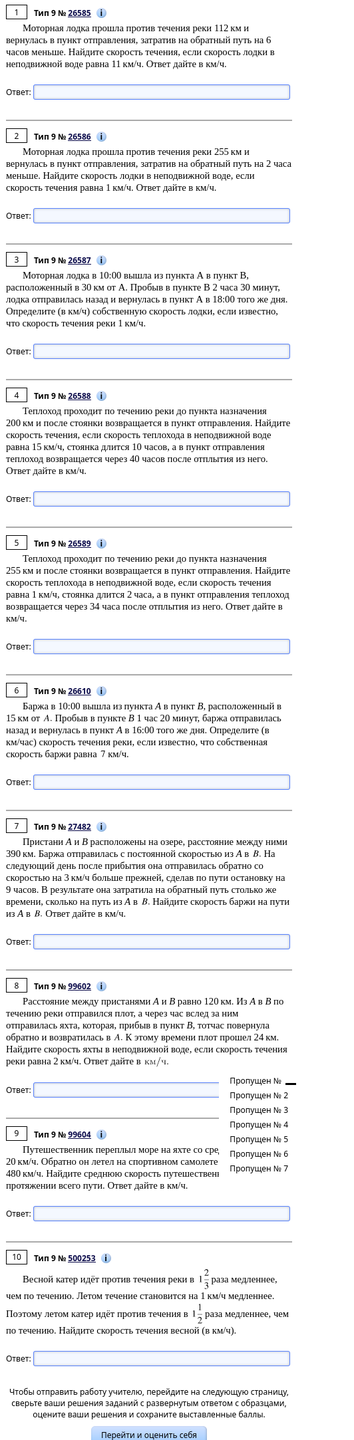 1 Тип 9 № 26585 i
Моторная лодка прошла против течения реки 112 км и
вернулась в пункт отправления, затратив на обратный путь на 6
часов меньше. Найдите скорость течения, если скорость лодки в
неподвижной воде равна 11 км/ч. Ответ дайте в км/ч.
Ответ:
2 Тип 9 № 26586 i
Моторная лодка прошла против течения реки 255 км и
вернулась в пункт отправления, затратив на обратный путь на 2 часа
меньше. Найдите скорость лодки в неподвижной воде, если
скорость течения равна 1 км/ч. Ответ дайте в км/ч.
Ответ:
3 Тип 9 № 26587 i
Моторная лодка в 10:00 вышла из пункта А в пункт В,
расположенный в 30 км от А. Пробыв в пункте В 2 часа 30 минут,
лодка отправилась назад и вернулась в пункт А в 18:00 того же дня.
Определите (в км/ч) собственную скорость лодки, если известно,
что скорость течения реки 1 км/ч.
Ответ:
4 Тип 9 № 26588 i
Теплоход проходит по течению реки до пункта назначения
200 км и после стоянки возвращается в пункт отправления. Найдите
скорость течения, если скорость теплохода в неподвижной воде
равна 15 км/ч, стоянка длится 10 часов, а в пункт отправления
теплоход возвращается через 40 часов после отплытия из него.
Ответ дайте в км/ч.
Ответ:
5 Тип 9 № 26589 i
Теплоход проходит по течению реки до пункта назначения
255 км и после стоянки возвращается в пункт отправления. Найдите
скорость теплохода в неподвижной воде, если скорость течения
равна 1 км/ч, стоянка длится 2 часа, а в пункт отправления теплоход
возвращается через 34 часа после отплытия из него. Ответ дайте в
км/ч.
Ответ:
6 Тип 9 № 26610 i
Баржа в 10:00 вышла из пункта A в пункт B, расположенный в
15 км от A. Пробыв в пункте B 1 час 20 минут, баржа отправилась
назад и вернулась в пункт A в 16:00 того же дня. Определите (в
км/час) скорость течения реки, если известно, что собственная
скорость баржи равна 7 км/ч.
Ответ:
7 Тип 9 № 27482 i
Пристани A и B расположены на озере, расстояние между ними
390 км. Баржа отправилась с постоянной скоростью из A в B. На
следующий день после прибытия она отправилась обратно со
скоростью на 3 км/ч больше прежней, сделав по пути остановку на
9 часов. В результате она затратила на обратный путь столько же
времени, сколько на путь из A в B. Найдите скорость баржи на пути
из A в B. Ответ дайте в км/ч.
Ответ:
8 Тип 9 № 99602 i
Расстояние между пристанями A и B равно 120 км. Из A в B по
течению реки отправился плот, а через час вслед за ним
отправилась яхта, которая, прибыв в пункт B, тотчас повернула
обратно и возвратилась в A. К этому времени плот прошел 24 км.
Найдите скорость яхты в неподвижной воде, если скорость течения
реки равна 2 км/ч. Ответ дайте в км/ч.
Ответ:
Пропущен №
Пропущен № 2
Пропущен № 3
Пропущен № 4
Пропущен № 5
Пропущен № 6
Пропущен № 7
9 Тип 9 № 99604 i
Путешественник переплыл море на яхте со сре
20 км/ч. Обратно он летел на спортивном самолете
480 км/ч. Найдите среднюю скорость путешествен
протяжении всего пути. Ответ дайте в км/ч.
Ответ:
10 Тип 9 № 500253 i
Весной катер идёт против течения реки в 1 2/3 раза медленнее,
чем по течению. Летом течение становится на 1 км/ч медленнее.
Поэтому летом катер идёт против течения в 1 1/2 раза медленнее, чем
по течению. Найдите скорость течения весной (в км/ч).
Ответ:
Чтобы отправить работу учителю, перейдите на следующую страницу,
сверьте ваши решения заданий с развернутым ответом с образцами,
оцените ваши решения и сохраните выставленные баллы.
Перейти и оценить себя